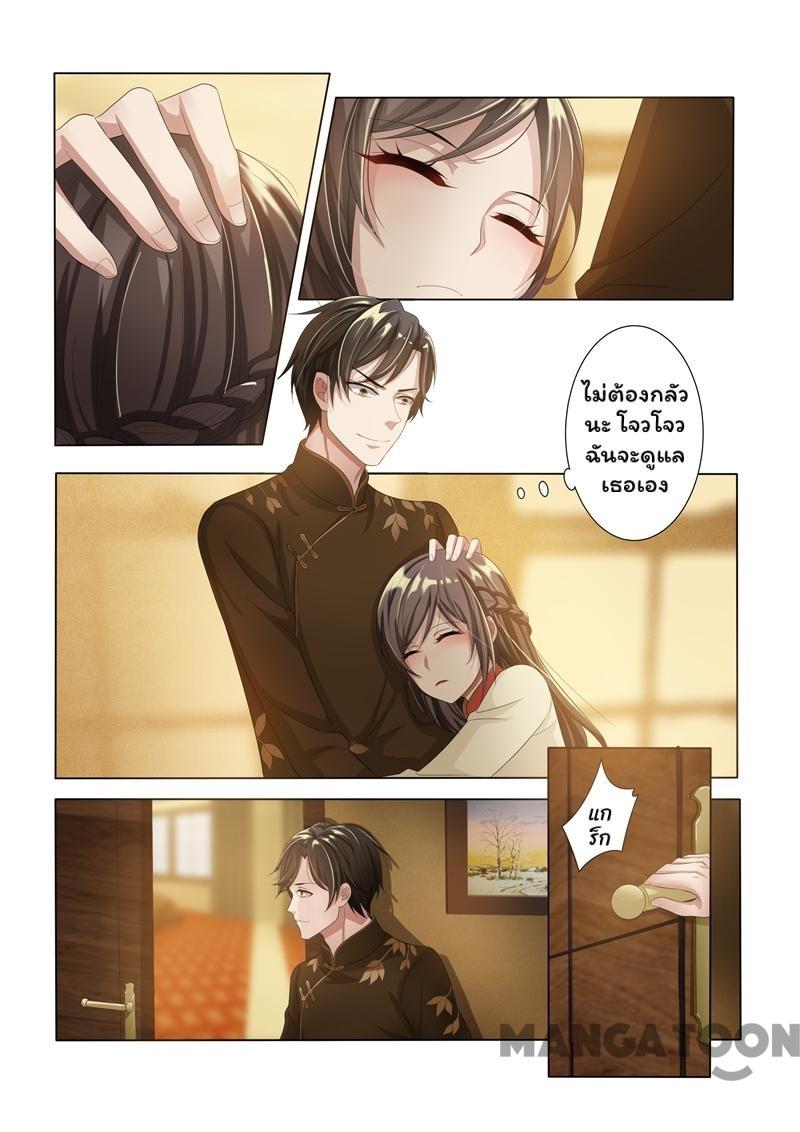 ไม่ต้องกลัว
นะ โจวโจว
ฉันจะดูแล
เธอเอง
แก
ร็ก
MANGATOON